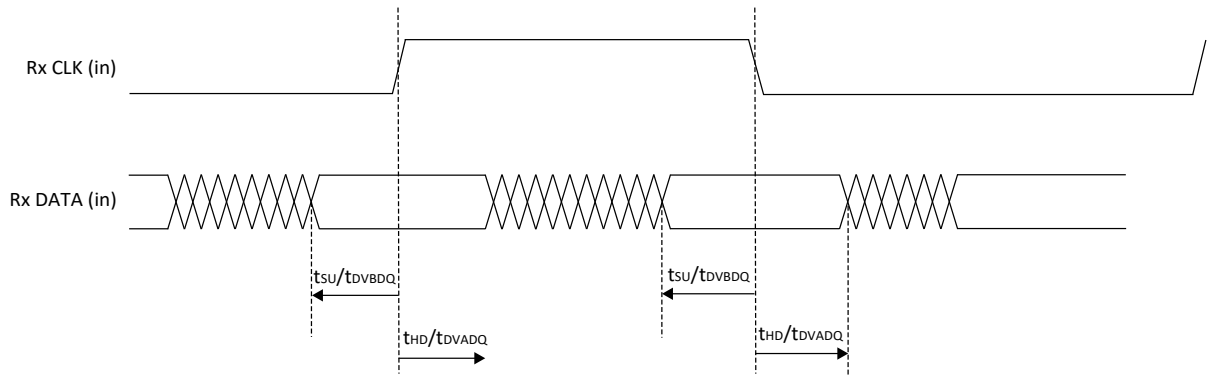 Rx CLK (in)
Rx DATA (in)
tSU/tDVBDQ
tSU/tDVBDQ
tHD/tDVADQ
tHD/tDVADQ